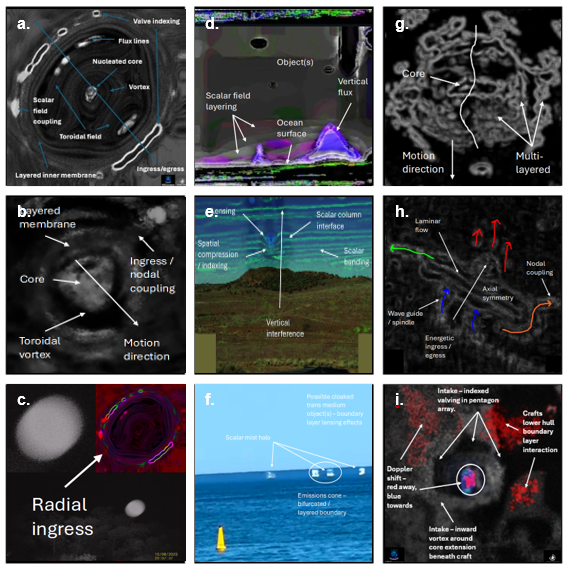 a.
Valve indexing
Flux lines
Nucleated core
Vortex
Scalar
field
coupling
Toroidal field
Layered inner membrane
Ingress/egress
d.
Object(s)
Vertical
flux
Scalar field
layering
Ocean
surface
g.
Core
Motion
direction
Multi-
layered
b.
Layered
membrane
Core
Ingress /
nodal
coupling
Toroidal
vortex
Motion
direction
e.
Scalar column
interface
Spatial
compression
/ indexing
Scalar
banding
Vertical
interference
h.
Laminar
flow
Nodal
coupling
Axial
symmetry
Wave guide
/ spindle
Energetic
ingress /
egress
c.
Radial
ingress
f.
Possible cloaked
trans medium
object(s) – boundary
layer lensing effects
Scalar mist halo
Emissions cone –
bifurcated /
layered boundary
i.
Intake – indexed
valving in pentagon
array.
Crafts
lower hull
boundary
layer
interaction
Doppler
shift –
red away,
blue
towards
Intake – inward
vortex around
core extension
beneath craft